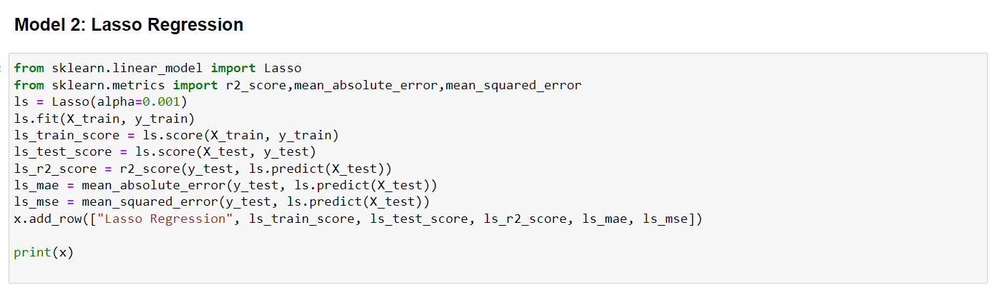 Model 2: Lasso Regression
from sklearn.linear_model import Lasso
from sklearn.metrics import r2_score,mean_absolute_error,mean_squared_error
ls = Lasso(alpha=0.001)
ls.fit(X_train, y_train)
ls_train_score = ls.score(X_train, y_train)
ls_test_score = ls.score(X_test, y_test)
ls_r2_score = r2_score(y_test, ls.predict(X_test))
ls_mae = mean_absolute_error(y_test, ls.predict(X_test))
ls_mse = mean_squared_error(y_test, ls.predict(X_test))
x.add_row(["Lasso Regression", ls_train_score, ls_test_score, ls_r2_score, ls_mae, ls_mse])
print(x)